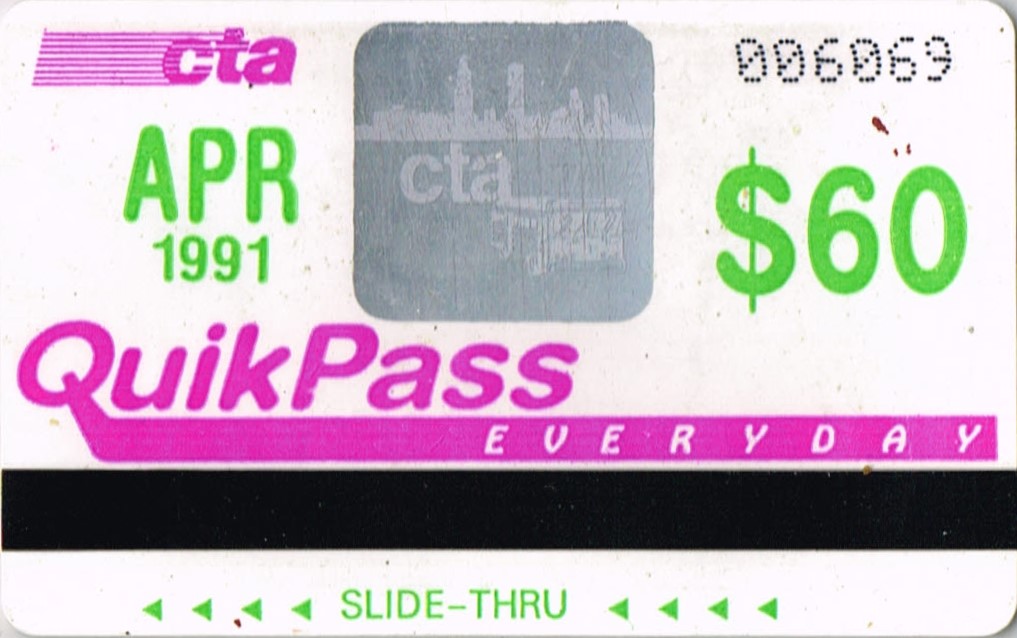 cta
006069
APR
1991
cta
$60
QuikPass
EVERYDAY
SLIDE-THRU